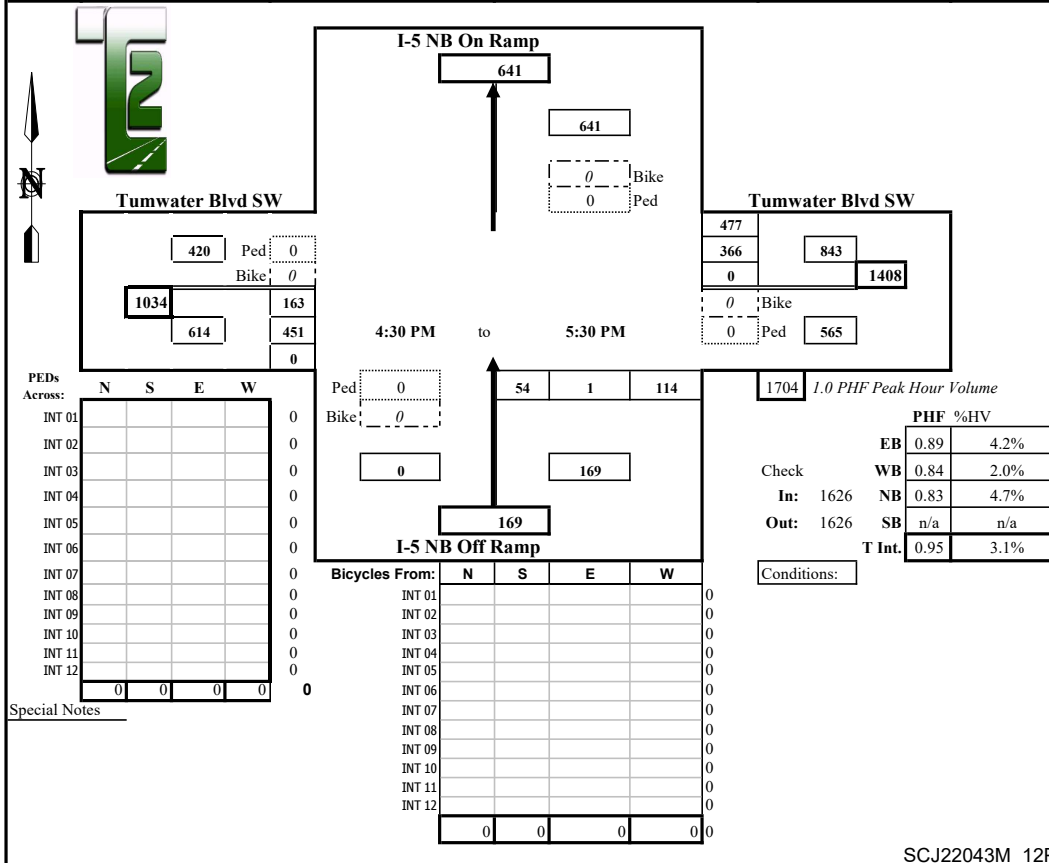 T2
I-5 NB On Ramp
641
641
0 Bike
0 Ped
N
Tumwater Blvd SW
Tumwater Blvd SW
477
420 Ped 0
366 843
Bike 0
0 1408
1034 163
0 Bike
614 451
4:30 PM to 5:30 PM
0 Ped 565
0
PEDs
Across: N S E W
Ped 0 54 1 114
1704 1.0 PHF Peak Hour Volume
INT 01 0
Bike 0
PHF %HV
INT 02 0
EB 0.89 4.2%
INT 03 0
0 169
Check WB 0.84 2.0%
INT 04 0
In: 1626 NB 0.83 4.7%
INT 05 0
169
Out: 1626 SB n/a n/a
INT 06 0
I-5 NB Off Ramp
T Int. 0.95 3.1%
INT 07 0
Bicycles From: N S E W
Conditions:
INT 08 0
INT 01 0
INT 09 0
INT 02 0
INT 10 0
INT 03 0
INT 11 0
INT 04 0
INT 12 0
INT 05 0
0 0 0 0 0
INT 06 0
Special Notes
INT 07 0
INT 08 0
INT 09 0
INT 10 0
INT 11 0
INT 12 0
0 0 0 0 0
SCJ22043M_12P